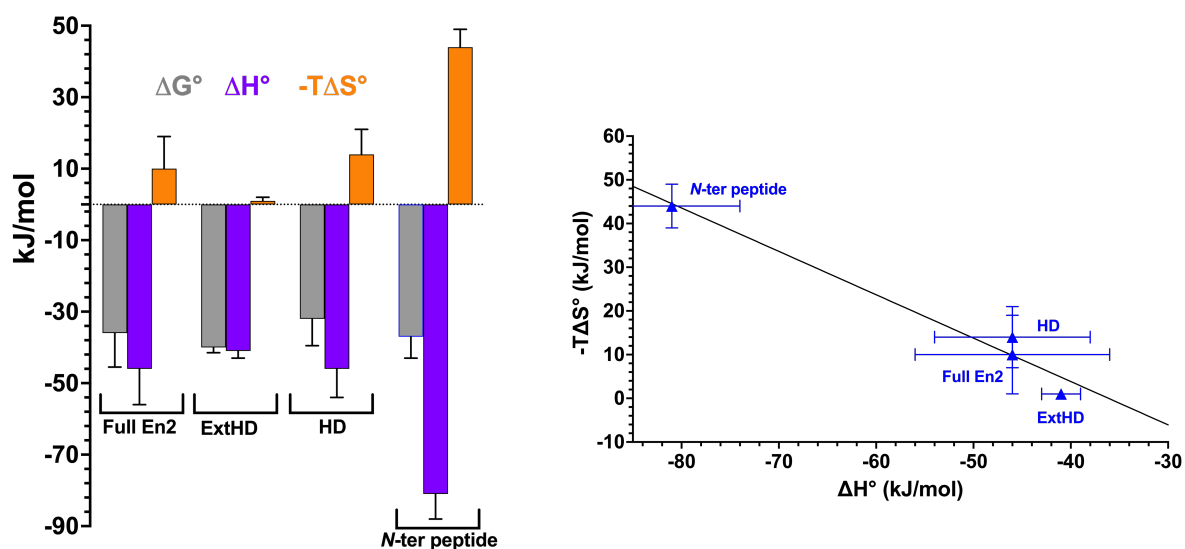 50
30
10
-10
-30
-50
-70
-90
kJ/mol
ΔG° ΔH° -TΔS°
Full En2
ExtHD
HD
N-ter peptide
60
50
40
30
20
10
0
-10
-TΔS° (kJ/mol)
N-ter peptide
HD
Full En2
ExtHD
-80 -70 -60 -50 -40 -30
ΔH° (kJ/mol)